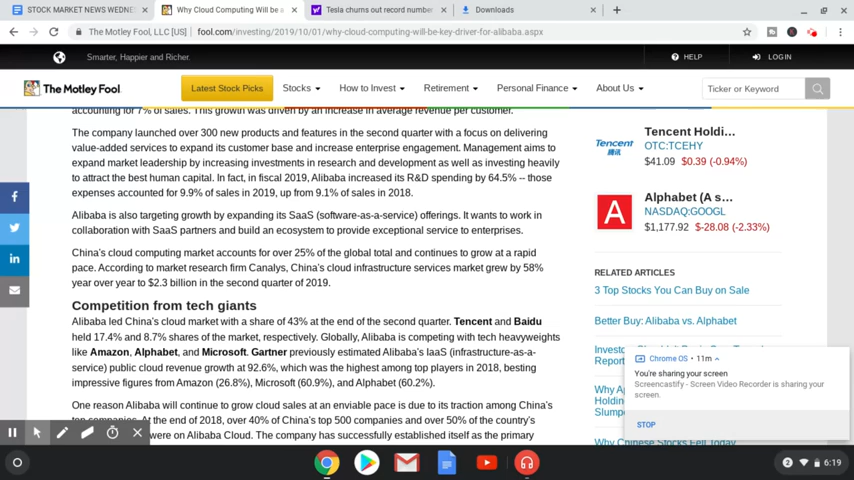 STOCK MARKET NEWS WEDNE
Why Cloud Computing Will be a
Tesla churns out record number
Downloads
The Motley Fool, LLC [US]
fool.com/investing/2019/10/01/why-cloud-computing-will-be-key-driver-for-alibaba.aspx
Smarter, Happier and Richer.
HELP
LOGIN
The Motley Fool
Latest Stock Picks
Stocks
How to Invest
Retirement
Personal Finance
About Us
Ticker or Keyword
accounting for 7% of sales. This growth was driven by an increase in average revenue per customer.
The company launched over 300 new products and features in the second quarter with a focus on delivering
value-added services to expand its customer base and increase enterprise engagement. Management aims to
expand market leadership by increasing investments in research and development as well as investing heavily
to attract the best human capital. In fact, in fiscal 2019, Alibaba increased its R&D spending by 64.5% -- those
expenses accounted for 9.9% of sales in 2019, up from 9.1% of sales in 2018.
Alibaba is also targeting growth by expanding its SaaS (software-as-a-service) offerings. It wants to work in
collaboration with SaaS partners and build an ecosystem to provide exceptional service to enterprises.
China's cloud computing market accounts for over 25% of the global total and continues to grow at a rapid
pace. According to market research firm Canalys, China's cloud infrastructure services market grew by 58%
year over year to $2.3 billion in the second quarter of 2019.
Competition from tech giants
Alibaba led China's cloud market with a share of 43% at the end of the second quarter. Tencent and Baidu
held 17.4% and 8.7% shares of the market, respectively. Globally, Alibaba is competing with tech heavyweights
like Amazon, Alphabet, and Microsoft. Gartner previously estimated Alibaba's IaaS (infrastructure-as-a-
service) public cloud revenue growth at 92.6%, which was the highest among top players in 2018, besting
impressive figures from Amazon (26.8%), Microsoft (60.9%), and Alphabet (60.2%).
One reason Alibaba will continue to grow cloud sales at an enviable pace is due to its traction among China's
top companies. At the end of 2018, over 40% of China's top 500 companies and over 50% of the country's
were on Alibaba Cloud. The company has successfully established itself as the primary
Tencent 腾讯
Tencent Holdi...
OTC:TCEHY
$41.09 $0.39 (-0.94%)
Alphabet (A s...
NASDAQ:GOOGL
$1,177.92 $-28.08 (-2.33%)
RELATED ARTICLES
3 Top Stocks You Can Buy on Sale
Better Buy: Alibaba vs. Alphabet
Report
Why
Holding
Slump
Why Chinese Stocks Fell Today
Chrome OS • 11m
You're sharing your screen
Screencastify - Screen Video Recorder is sharing your
screen.
STOP
2
6:19